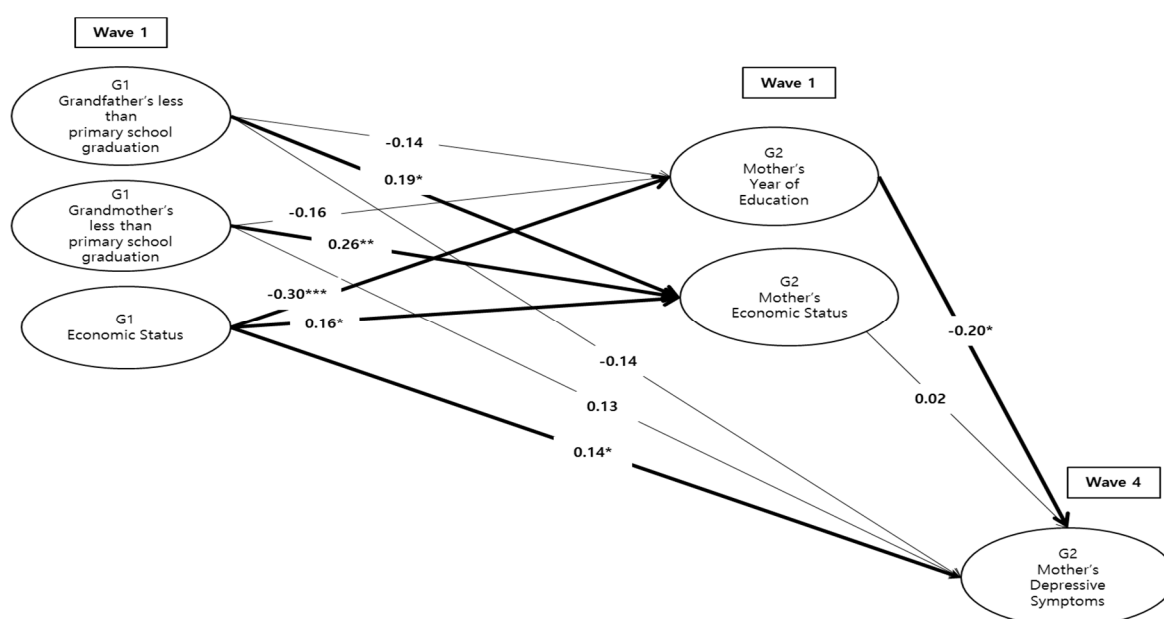 Wave 1
G1
Grandfather's less
than
primary school
graduation
G1
Grandmother's
less than
primary school
graduation
G1
Economic Status
-0.14
0.19*
-0.16
0.26**
-0.30***
0.16*
-0.14
0.13
0.14*
Wave 1
G2
Mother's
Year of
Education
G2
Mother's
Economic Status
-0.20*
0.02
Wave 4
G2
Mother's
Depressive
Symptoms